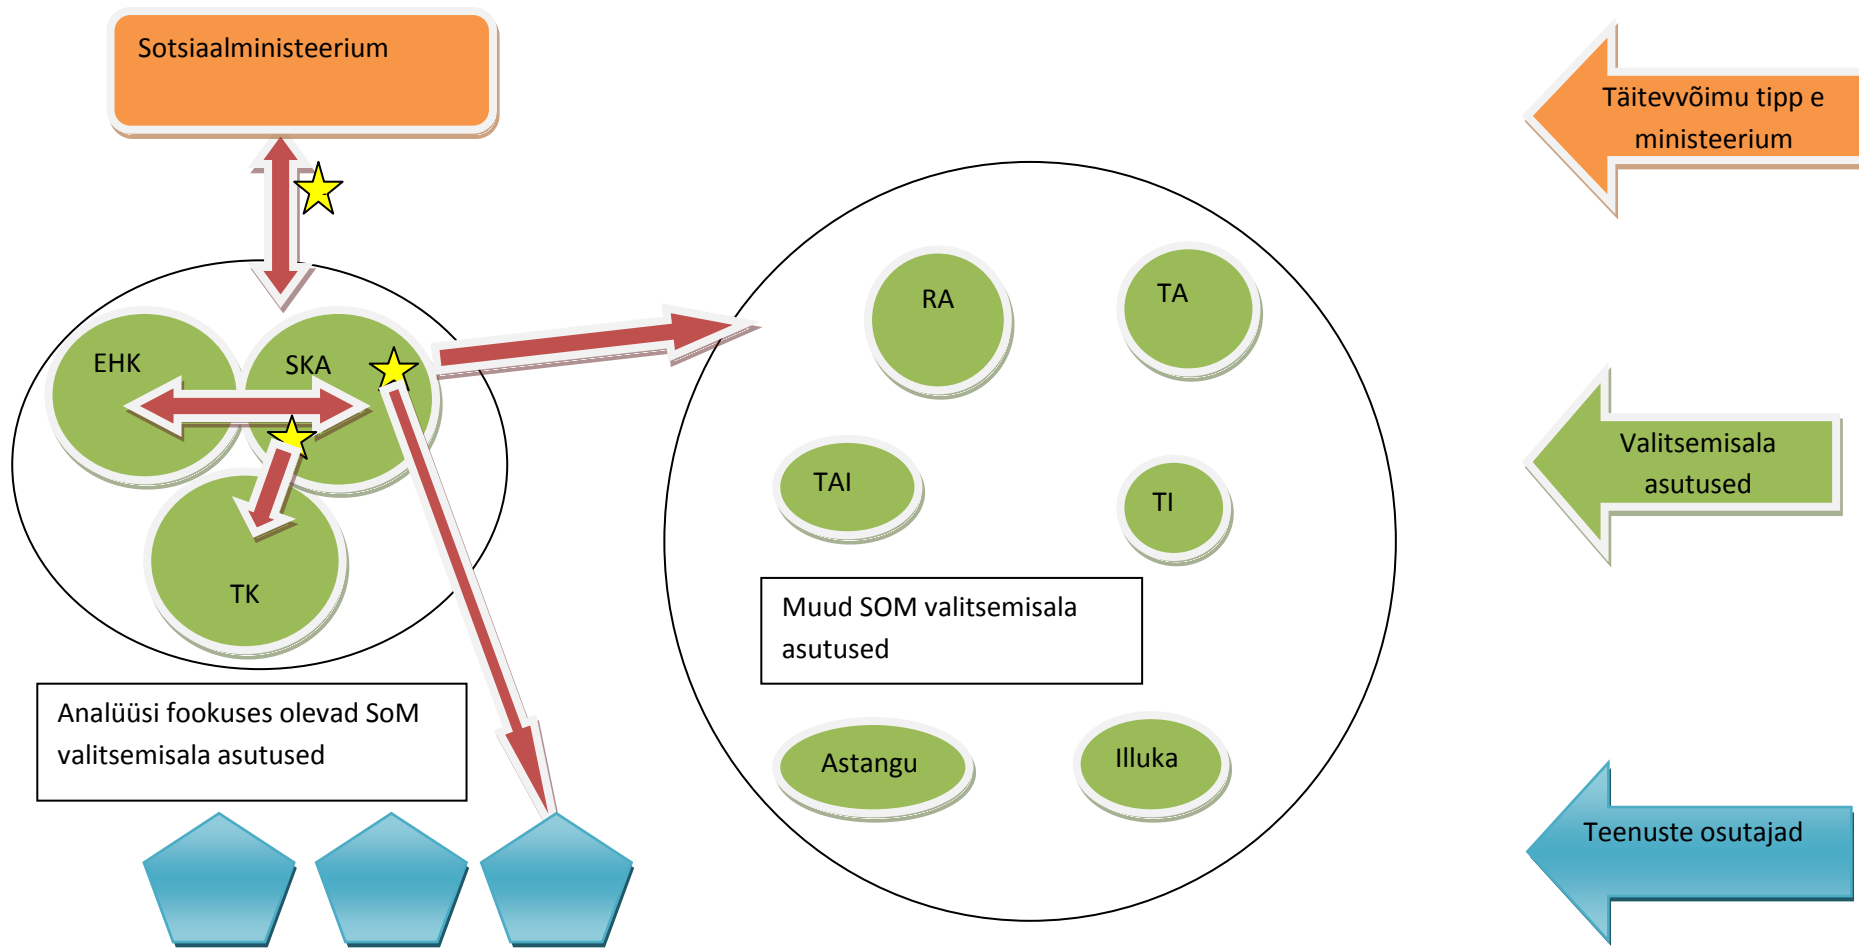 Sotsiaalministeerium
Täitevvõimu tipp e
ministeerium
EHK
SKA
TK
RA
TA
TAI
TI
Valitsemisala
asutused
Muud SOM valitsemisala
asutused
Analüüsi fookuses olevad SoM
valitsemisala asutused
Astangu
Illuka
Teenuste osutajad